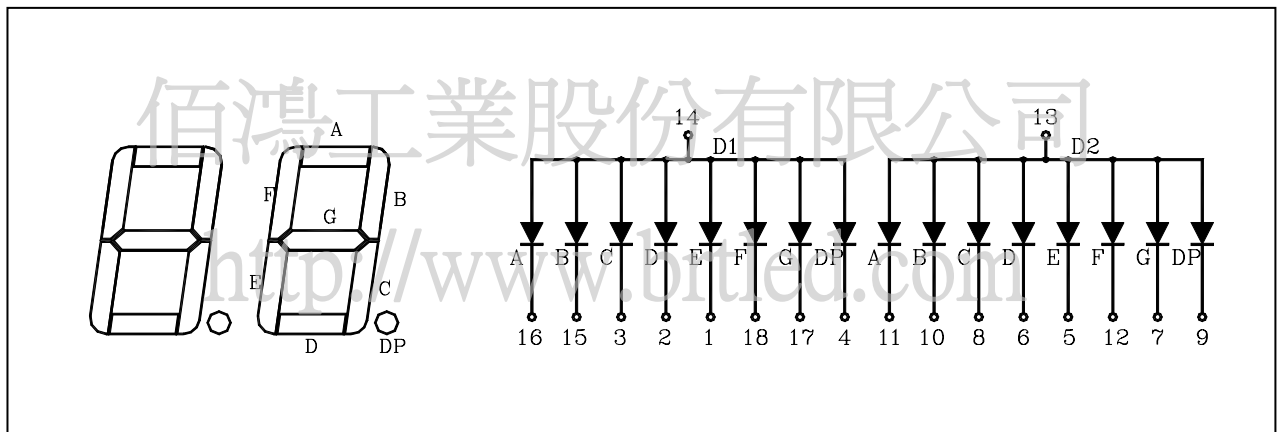 佰鴻工業股份有限公司
http://www.brtled.com
A
F
B
G
E
C
D
DP
14
13
D1
D2
A B C D E F G DP A B C D E F G DP
16 15 3 2 1 18 17 4 11 10 8 6 5 12 7 9